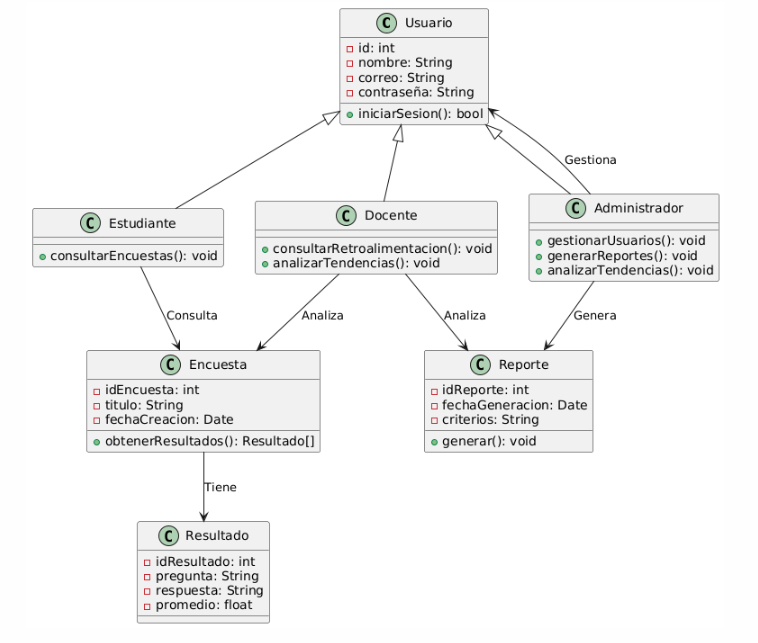 C Usuario
id: int
nombre: String
correo: String
contraseña: String
iniciarSesion(): bool
Gestiona
C Estudiante
consultarEncuestas(): void
C Docente
consultarRetroalimentacion(): void
analizarTendencias(): void
C Administrador
gestionarUsuarios(): void
generarReportes(): void
analizarTendencias(): void
Consulta
Analiza
Analiza
Genera
C Encuesta
idEncuesta: int
titulo: String
fechaCreacion: Date
obtenerResultados(): Resultado[]
C Reporte
idReporte: int
fechaGeneracion: Date
criterios: String
generar(): void
Tiene
C Resultado
idResultado: int
pregunta: String
respuesta: String
promedio: float